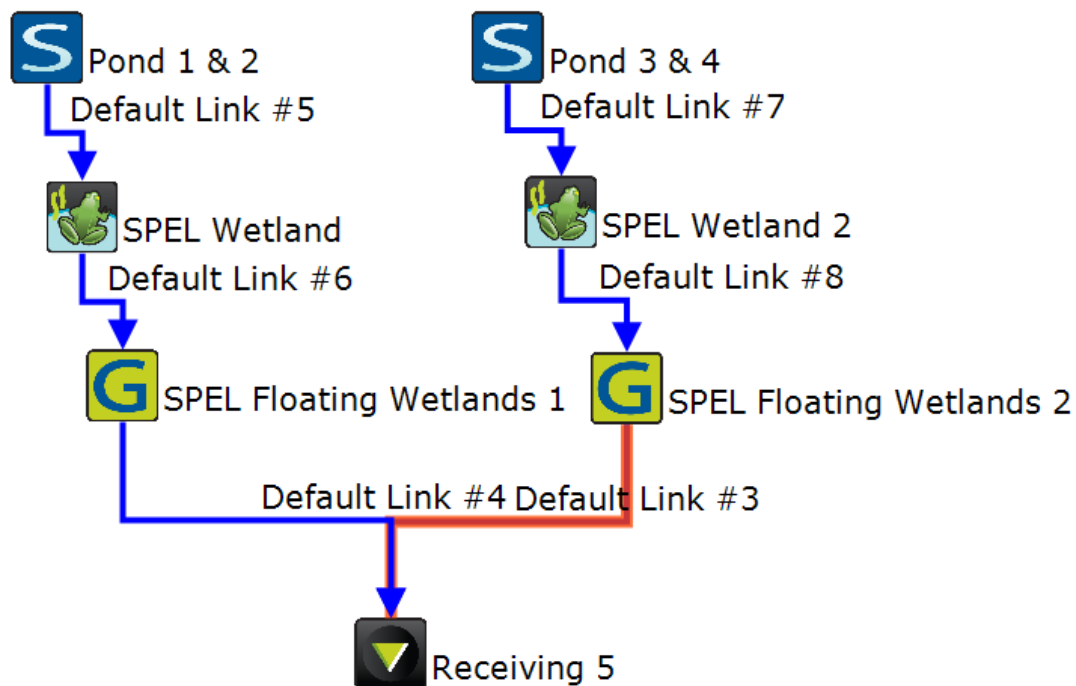 S Pond 1 & 2
S Pond 3 & 4
Default Link #5
Default Link #7
SPEL Wetland
SPEL Wetland 2
Default Link #6
Default Link #8
G SPEL Floating Wetlands 1
G SPEL Floating Wetlands 2
Default Link #4
Default Link #3
Receiving 5